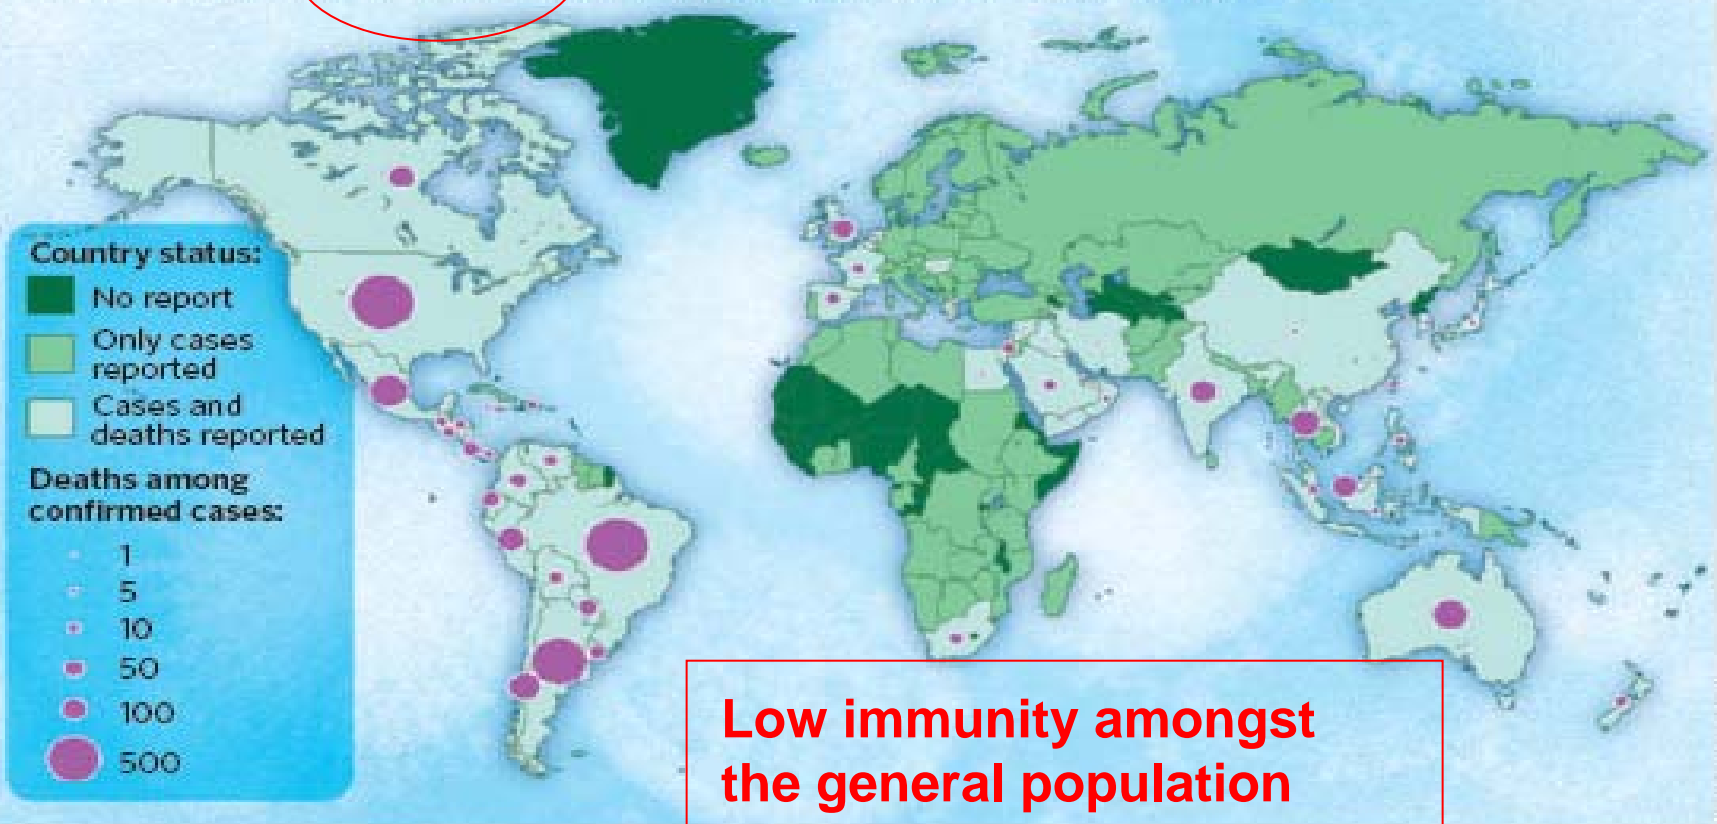 Country status:
No report
Only cases
reported
Cases and
deaths reported
Deaths among
confirmed cases:
1
5
10
50
100
500
Low immunity amongst
the general population